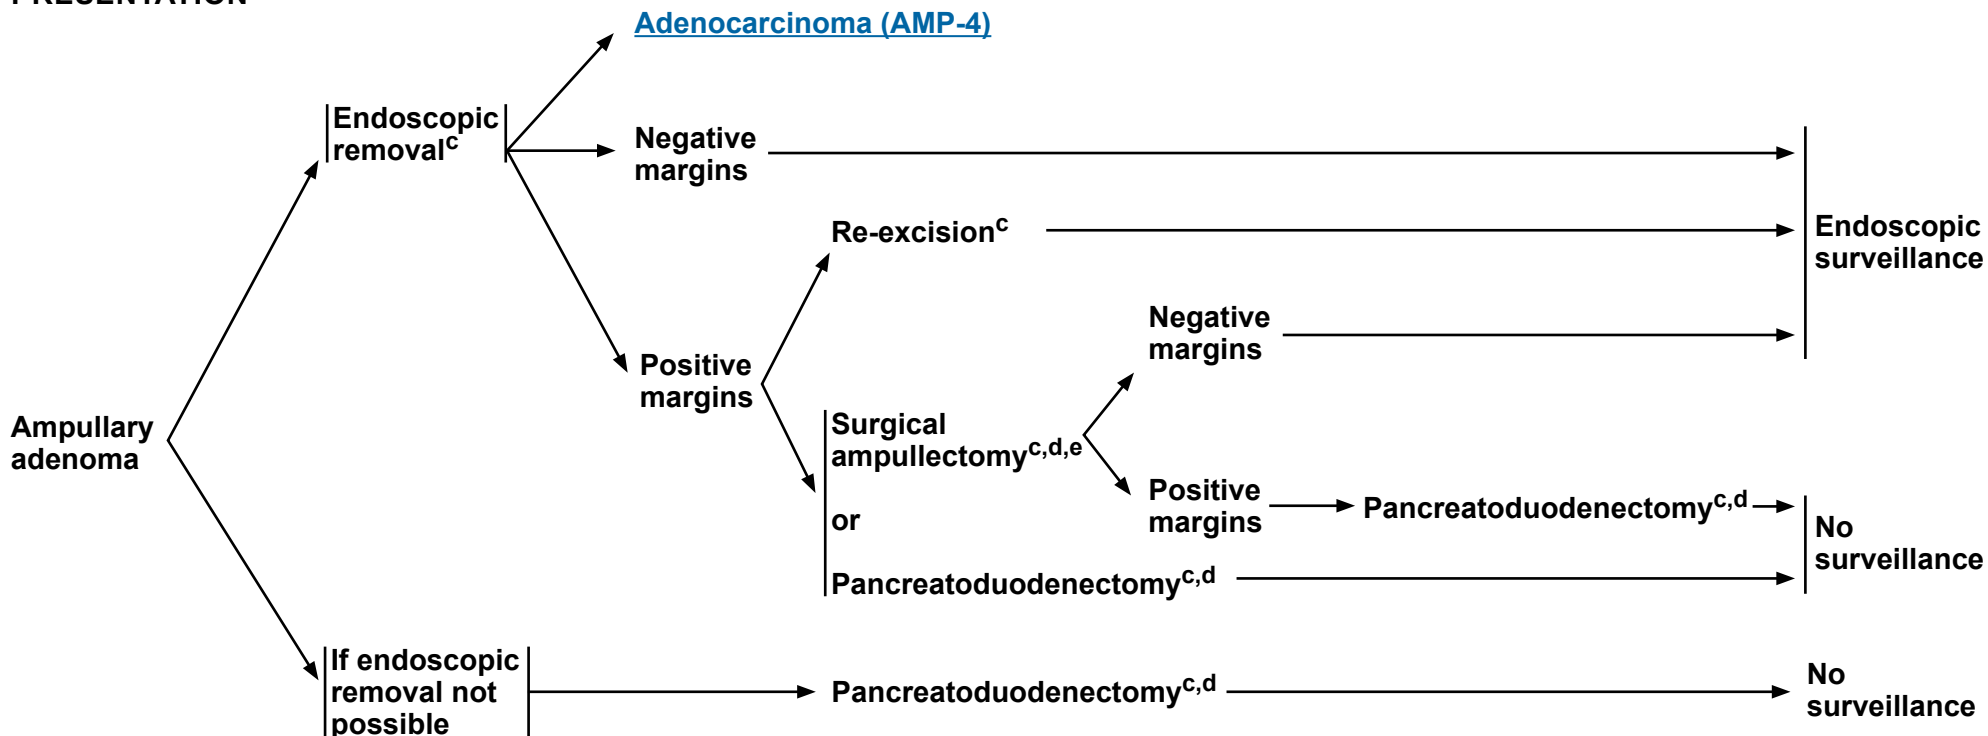 PRESENTATION
Adenocarcinoma (AMP-4)
Endoscopic
removalc
Negative
margins
Re-excisionc
Endoscopic
surveillance
Negative
margins
Positive
margins
Ampullary
adenoma
Surgical
ampullectomyc,d,e
or
Pancreatoduodenectomyc,d
Positive
margins
Pancreatoduodenectomyc,d
No
surveillance
If endoscopic
removal not
possible
Pancreatoduodenectomyc,d
No
surveillance